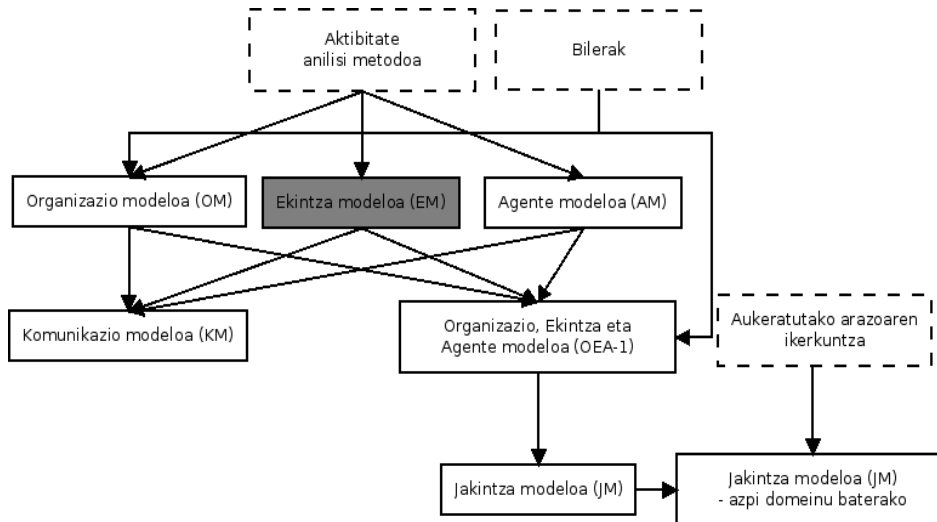 Aktibitate
anilisi metodoa
Bilerak
Organizazio modeloa (OM)
Ekintza modeloa (EM)
Agente modeloa (AM)
Komunikazio modeloa (KM)
Organizazio, Ekintza eta
Agente modeloa (OEA-1)
Aukeratutako arazoaren
ikerkuntza
Jakintza modeloa (JM)
Jakintza modeloa (JM)
- azpi domeinu baterako